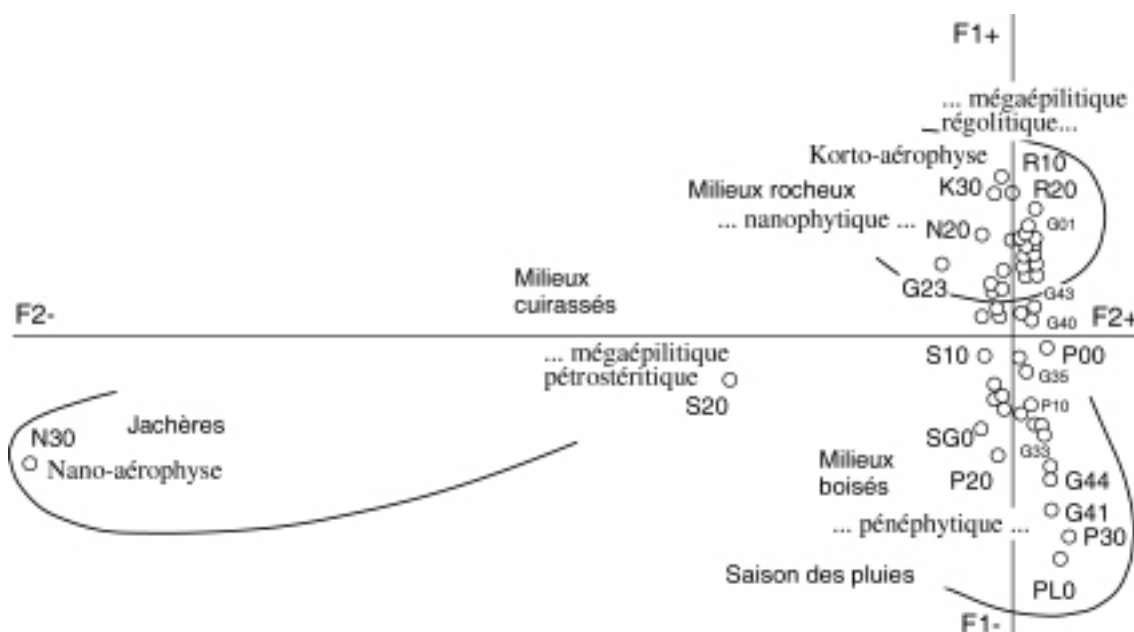 F1+
... mégaépilitique
régolitique...
Korto-aérophyse
R10
Milieux rocheux
K30
R20
... nanophytique ...
N20
G01
Milieux
cuirassés
G23
G43
F2-
G40
F2+
... mégaépilitique
pétrostéritique
S10
P00
G35
S20
P10
Jachères
N30
Nano-aérophyse
SG0
G33
Milieux
boisés
P20
G44
G41
... pénéphytique ...
P30
Saison des pluies
PL0
F1-